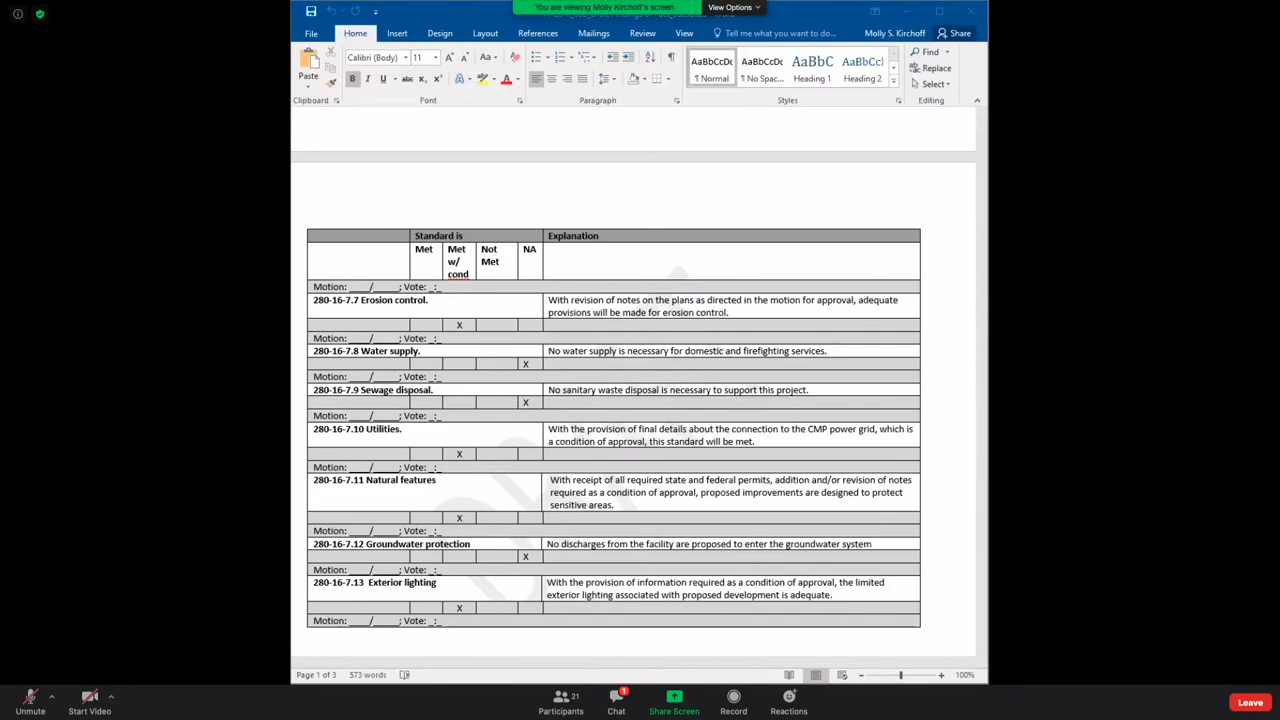 You are viewing Molly Kirchoff's screen
View Options
File
Home
Insert
Design
Layout
References
Mailings
Review
View
Tell me what you want to do...
Molly S. Kirchoff
Share
Paste
Calibri (Body)
11
AaBbCcDc
AaBbCcDc
AaBbC
AaBbCcI
¶ Normal
¶ No Spac...
Heading 1
Heading 2
Find
Replace
Select
Clipboard
Font
Paragraph
Styles
Editing
Standard is
Explanation
Met
Met w/ cond
Not Met
NA
Motion: ____/_____; Vote: _:_
280-16-7.7 Erosion control.
With revision of notes on the plans as directed in the motion for approval, adequate
provisions will be made for erosion control.
X
Motion: ____/_____; Vote: _:_
280-16-7.8 Water supply.
No water supply is necessary for domestic and firefighting services.
X
Motion: ____/_____; Vote: _:_
280-16-7.9 Sewage disposal.
No sanitary waste disposal is necessary to support this project.
X
Motion: ____/_____; Vote: _:_
280-16-7.10 Utilities.
With the provision of final details about the connection to the CMP power grid, which is
a condition of approval, this standard will be met.
X
Motion: ____/_____; Vote: _:_
280-16-7.11 Natural features
With receipt of all required state and federal permits, addition and/or revision of notes
required as a condition of approval, proposed improvements are designed to protect
sensitive areas.
X
Motion: ____/_____; Vote: _:_
280-16-7.12 Groundwater protection
No discharges from the facility are proposed to enter the groundwater system
X
Motion: ____/_____; Vote: _:_
280-16-7.13 Exterior lighting
With the provision of information required as a condition of approval, the limited
exterior lighting associated with proposed development is adequate.
X
Motion: ____/_____; Vote: _:_
Page 1 of 3
573 words
100%
Unmute
Start Video
Participants
21
Chat
1
Share Screen
Record
Reactions
Leave